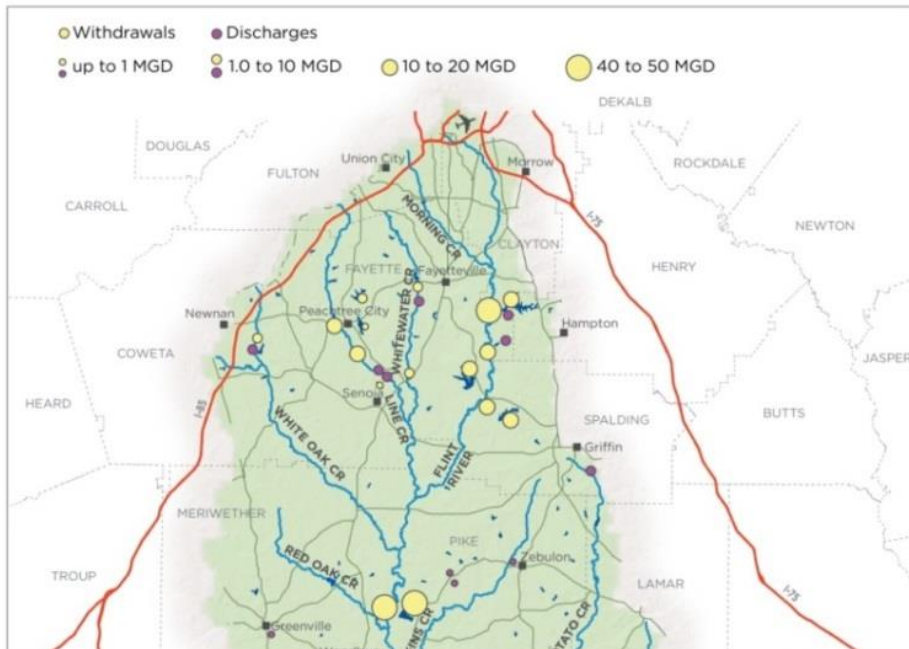 Withdrawals
Discharges
up to 1 MGD
1.0 to 10 MGD
10 to 20 MGD
40 to 50 MGD
DEKALB
DOUGLAS
Union City
Morrow
ROCKDALE
FULTON
CARROLL
MORNING CR
I-75
NEWTON
CLAYTON
FAYETTE
Fayetteville
HENRY
WHITEWATER CR
Newnan
Peachtree City
Hampton
COWETA
JASPER
HEARD
Senoia
I-85
LINE CR
SPALDING
BUTTS
WHITE OAK CR
FLINT
RIVER
Griffin
MERIWETHER
PIKE
RED OAK CR
Zebulon
TROUP
LAMAR
I-75
Greenville